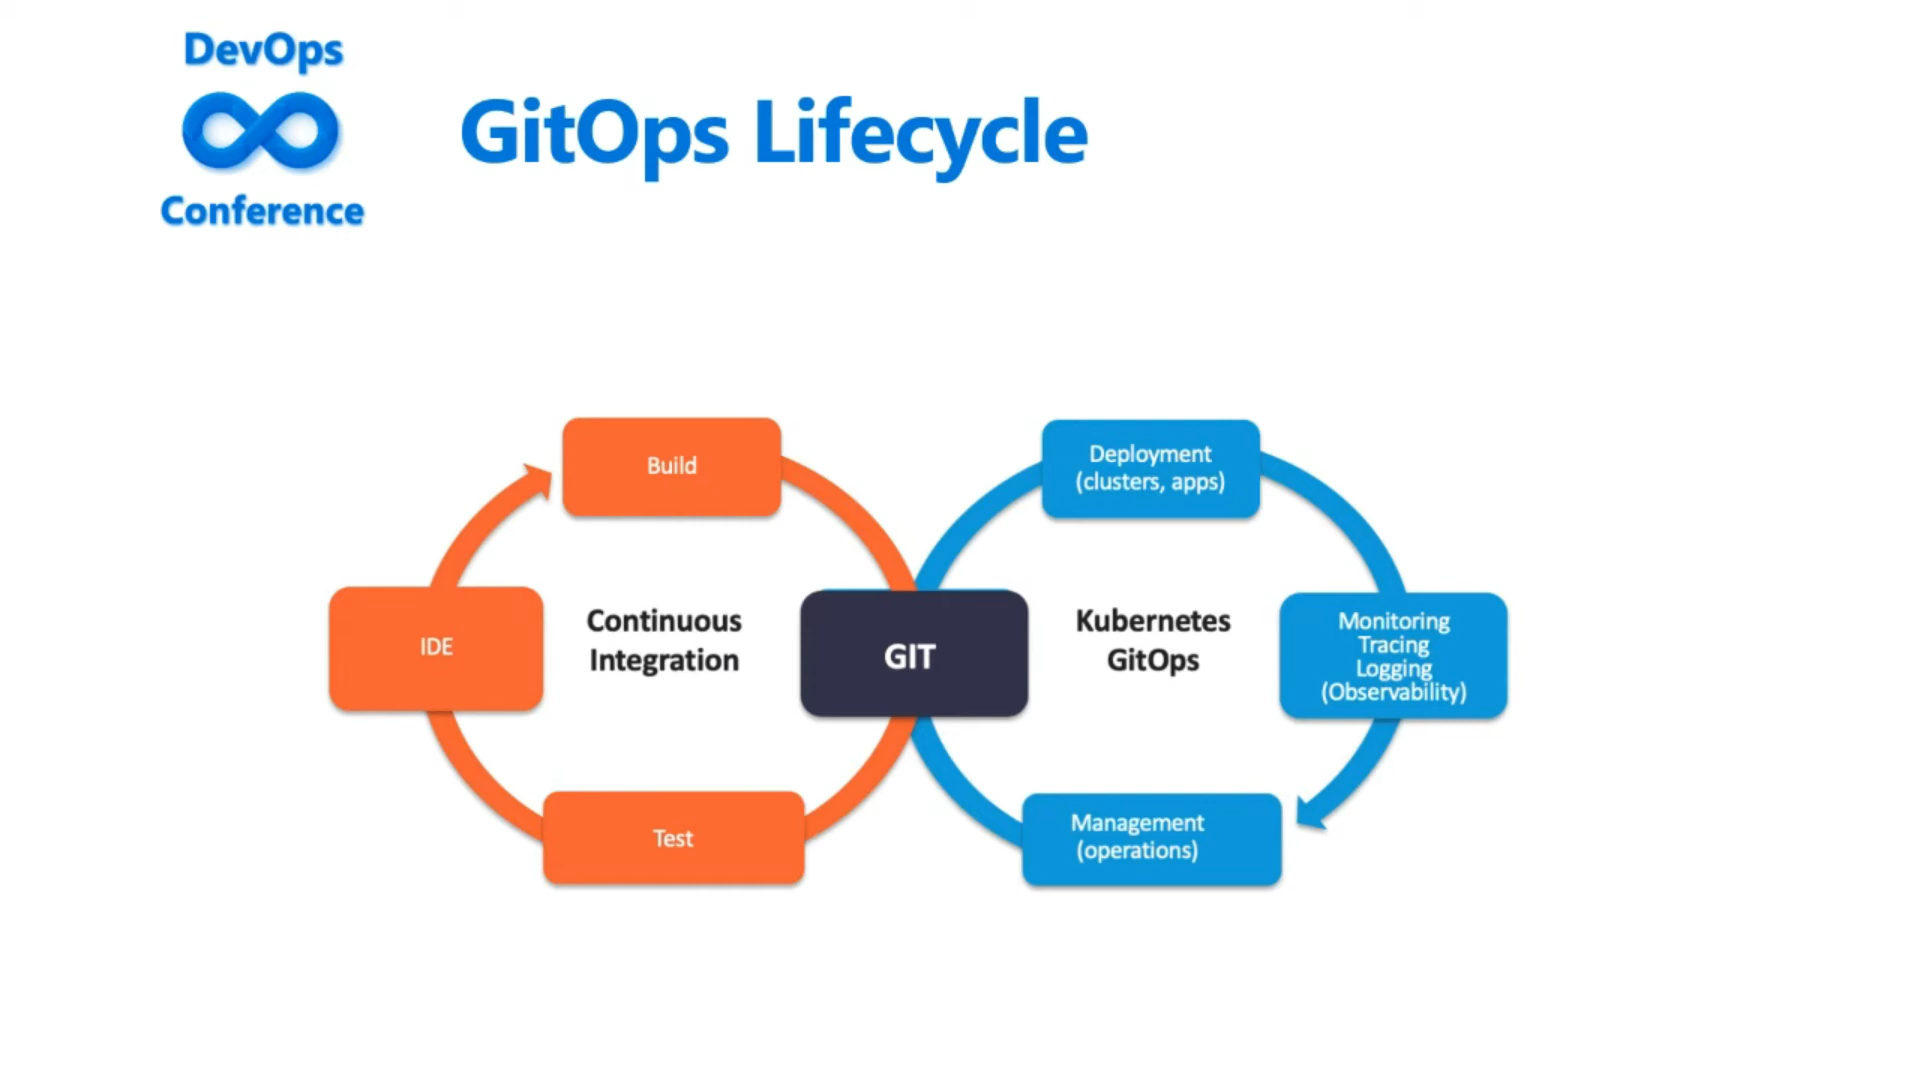 DevOps
Conference
GitOps Lifecycle
Build
IDE
Continuous
Integration
Test
GIT
Deployment
(clusters, apps)
Kubernetes
GitOps
Monitoring
Tracing
Logging
(Observability)
Management
(operations)